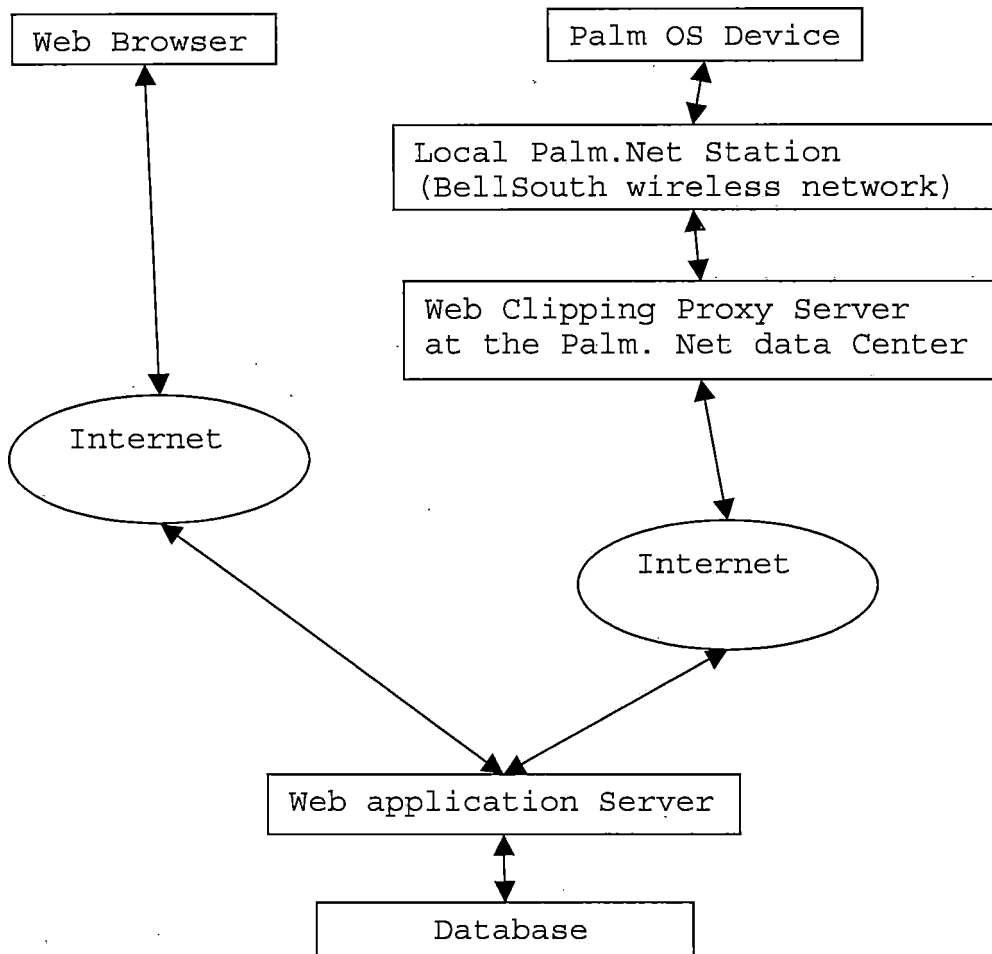 Web Browser
Palm OS Device
Local Palm.Net Station
(BellSouth wireless network)
Web Clipping Proxy Server
at the Palm. Net data Center
Internet
Internet
Web application Server
Database